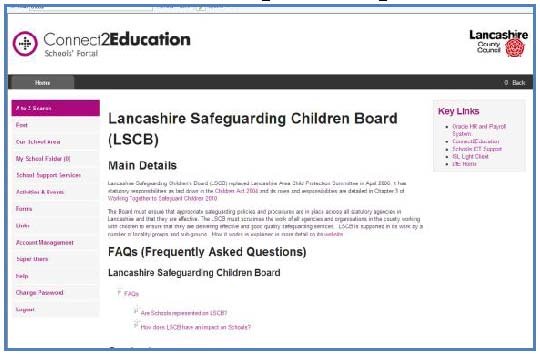 Connect2Education
Schools' Portal
Lancashire
County
Council
Home
Back
A to Z Search
Post
Our School Area
My School Folder (0)
School Support Services
Activities & Events
Forms
Links
Account Management
Super Users
Help
Change Password
Logout
Lancashire Safeguarding Children Board
(LSCB)
Main Details
Lancashire Safeguarding Children's Board (LSCB) replaced Lancashire Area Child Protection Committee in April 2006. It has
statutory responsibilities as laid down in the Children Act 2004 and its roles and responsibilities are detailed in Chapter 3 of
Working Together to Safeguard Children 2010.
The Board must ensure that appropriate safeguarding policies and procedures are in place across all statutory agencies in
Lancashire and that they are effective. The LSCB must scrutinise the work of all agencies and organisations in the county working
with children to ensure that they are delivering effective and good quality safeguarding services. LSCB is supported in its work by a
number of locality groups and sub-groups. How it works is explained in more detail on its website.
FAQs (Frequently Asked Questions)
Lancashire Safeguarding Children Board
FAQs
Are Schools represented on LSCB?
How does LSCB have an impact on Schools?
Key Links
Oracle HR and Payroll
System
Connect2Education
Schools ICT Support
ISL Light Client
LGfL Home